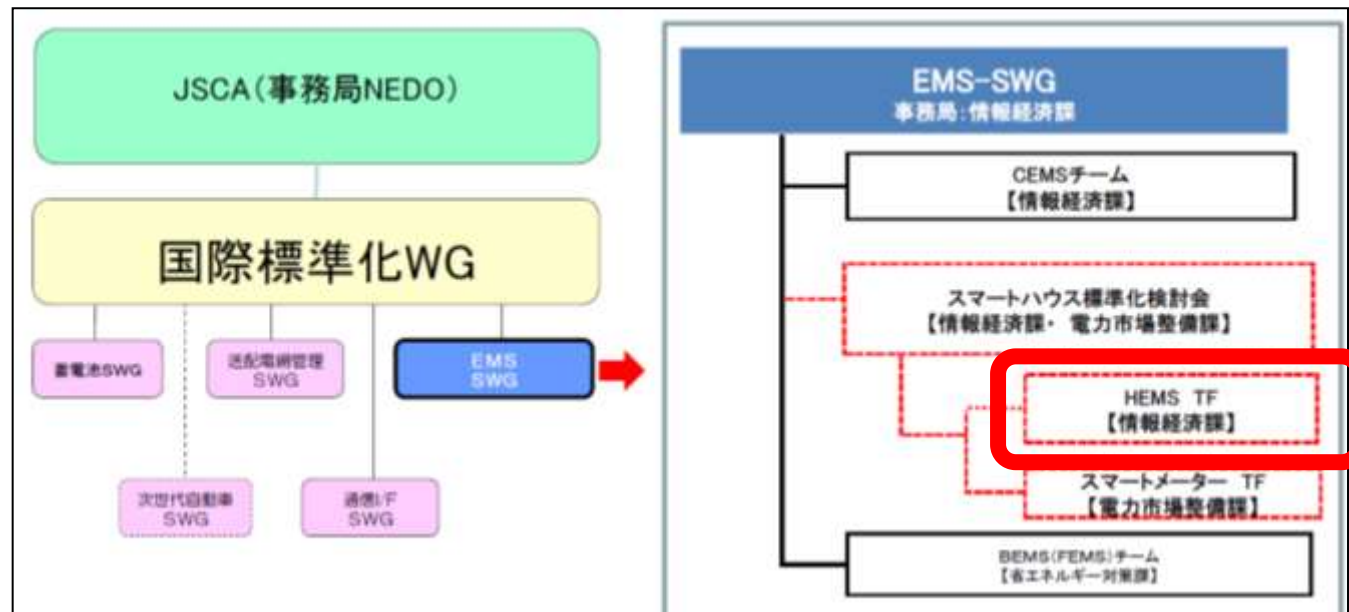 JSCA(事務局NEDO)
国際標準化WG
蓄電池SWG
送配電網管理
SWG
EMS
SWG
次世代自動車
SWG
通信I/F
SWG
EMS-SWG
事務局:情報経済課
CEMSチーム
【情報経済課】
スマートハウス標準化検討会
【情報経済課・電力市場整備課】
HEMS TF
【情報経済課】
スマートメーター TF
【電力市場整備課】
BEMS(FEMS)チーム
【省エネルギー対策課】